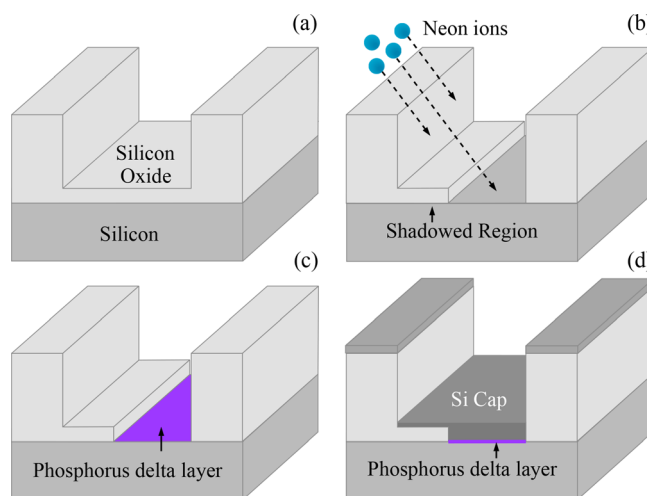 (a)
Silicon
Oxide
Silicon
(b)
Neon ions
Shadowed Region
(c)
Phosphorus delta layer
(d)
Si Cap
Phosphorus delta layer